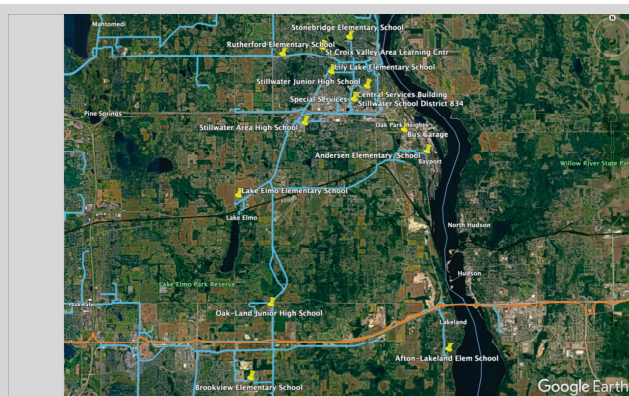 Mahtomedi
Stonebridge Elementary School
Rutherford Elementary School
St Croix Valley Area Learning Cntr
Lily Lake Elementary School
Stillwater Junior High School
Special Services
Central Services Building
Stillwater School District 834
Pine Springs
Stillwater Area High School
Oak Park Heights
Bus Garage
Andersen Elementary School
Bayport
Willow River State Par
Lake Elmo Elementary School
Lake Elmo
North Hudson
Hudson
Lake Elmo Park Reserve
Oakdale
Oak-Land Junior High School
Lakeland
Afton-Lakeland Elem School
Brookview Elementary School
Google Earth
N